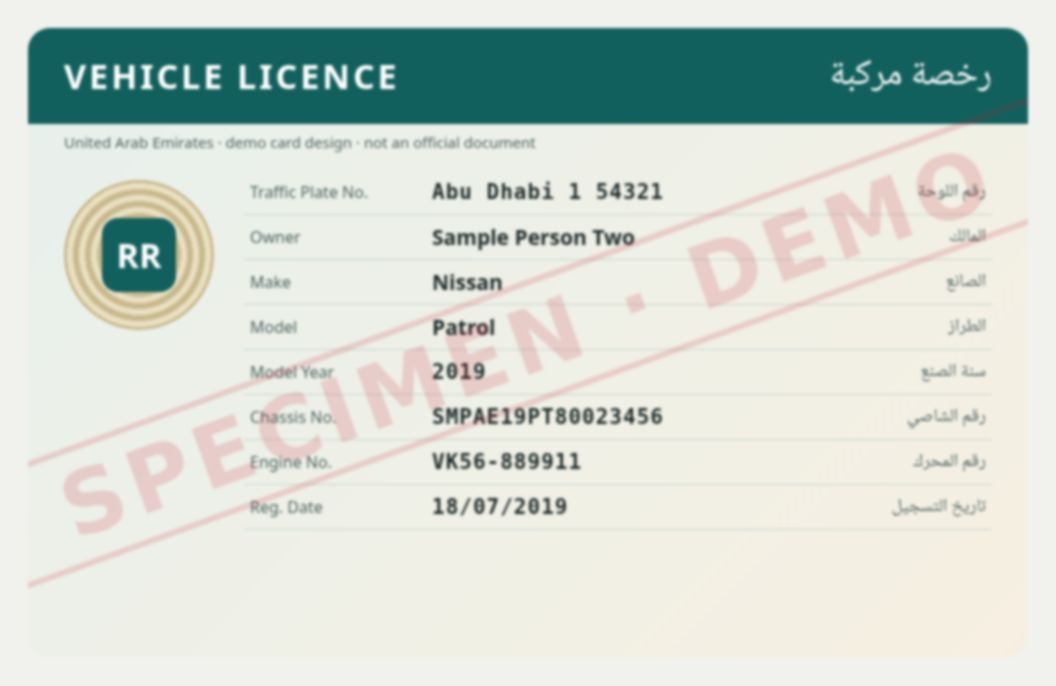 VEHICLE LICENCE رخصة مركبة
United Arab Emirates · demo card design · not an official document
RR
Traffic Plate No. Abu Dhabi 1 54321 رقم اللوحة
Owner Sample Person Two المالك
Make Nissan الصانع
Model Patrol الطراز
Model Year 2019 سنة الصنع
Chassis No. SMPAE19PT80023456 رقم الشاصي
Engine No. VK56-889911 رقم المحرك
Reg. Date 18/07/2019 تاريخ التسجيل
SPECIMEN · DEMO